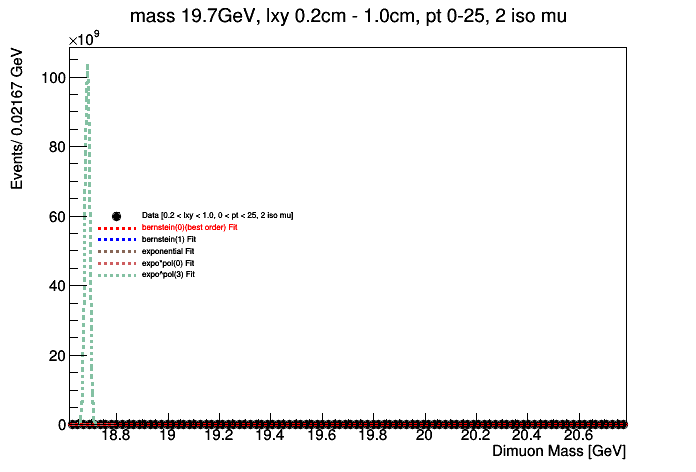 mass 19.7GeV, lxy 0.2cm - 1.0cm, pt 0-25, 2 iso mu
×10⁹
Events/ 0.02167 GeV
100
80
60
40
20
0
Data [0.2 < lxy < 1.0, 0 < pt < 25, 2 iso mu]
bernstein(0)(best order) Fit
bernstein(1) Fit
exponential Fit
expo*pol(0) Fit
expo*pol(3) Fit
18.8 19 19.2 19.4 19.6 19.8 20 20.2 20.4 20.6
Dimuon Mass [GeV]